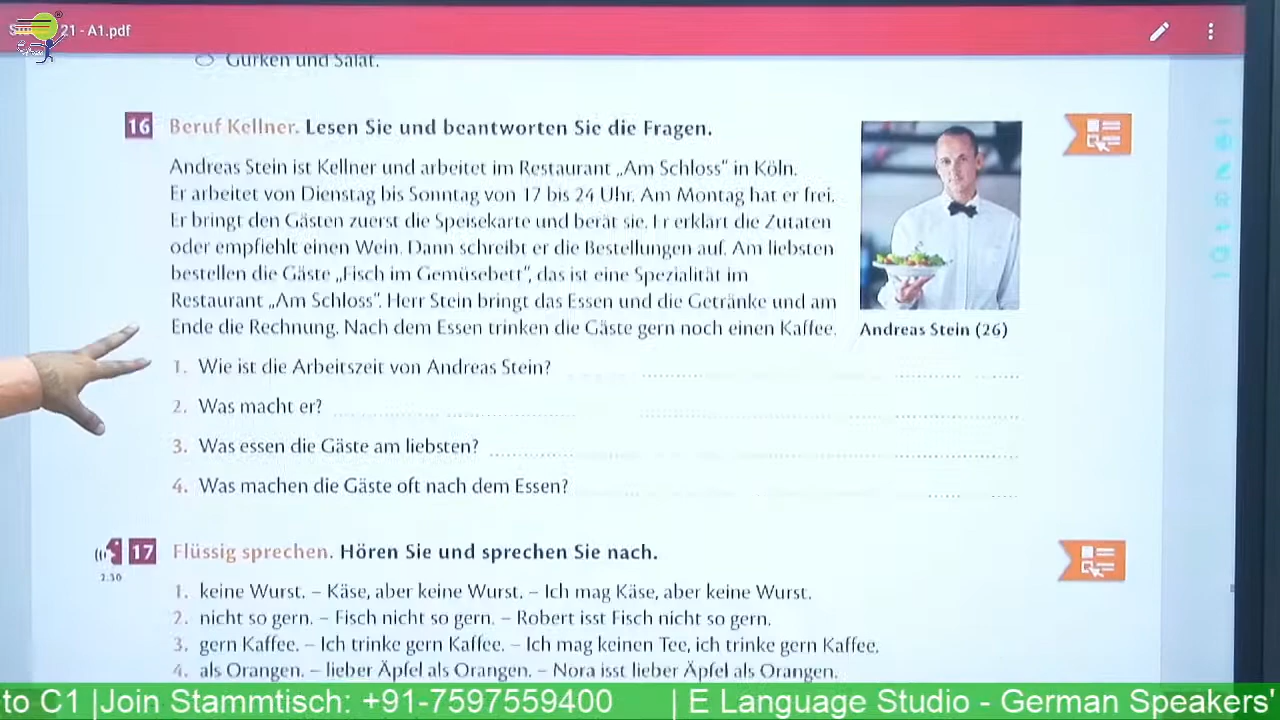 21 - A1.pdf
Gurken und Salat.
16 Beruf Kellner. Lesen Sie und beantworten Sie die Fragen.
Andreas Stein ist Kellner und arbeitet im Restaurant „Am Schloss“ in Köln.
Er arbeitet von Dienstag bis Sonntag von 17 bis 24 Uhr. Am Montag hat er frei.
Er bringt den Gästen zuerst die Speisekarte und berät sie. Er erklärt die Zutaten
oder empfiehlt einen Wein. Dann schreibt er die Bestellungen auf. Am liebsten
bestellen die Gäste „Fisch im Gemüsebett“, das ist eine Spezialität im
Restaurant „Am Schloss“. Herr Stein bringt das Essen und die Getränke und am
Ende die Rechnung. Nach dem Essen trinken die Gäste gern noch einen Kaffee.
Andreas Stein (26)
1. Wie ist die Arbeitszeit von Andreas Stein?
2. Was macht er?
3. Was essen die Gäste am liebsten?
4. Was machen die Gäste oft nach dem Essen?
17 Flüssig sprechen. Hören Sie und sprechen Sie nach.
2.30
1. keine Wurst. – Käse, aber keine Wurst. – Ich mag Käse, aber keine Wurst.
2. nicht so gern. – Fisch nicht so gern. – Robert isst Fisch nicht so gern.
3. gern Kaffee. – Ich trinke gern Kaffee. – Ich mag keinen Tee, ich trinke gern Kaffee.
4. als Orangen. – lieber Äpfel als Orangen. – Nora isst lieber Äpfel als Orangen.
to C1 |Join Stammtisch: +91-7597559400 | E Language Studio - German Speakers'